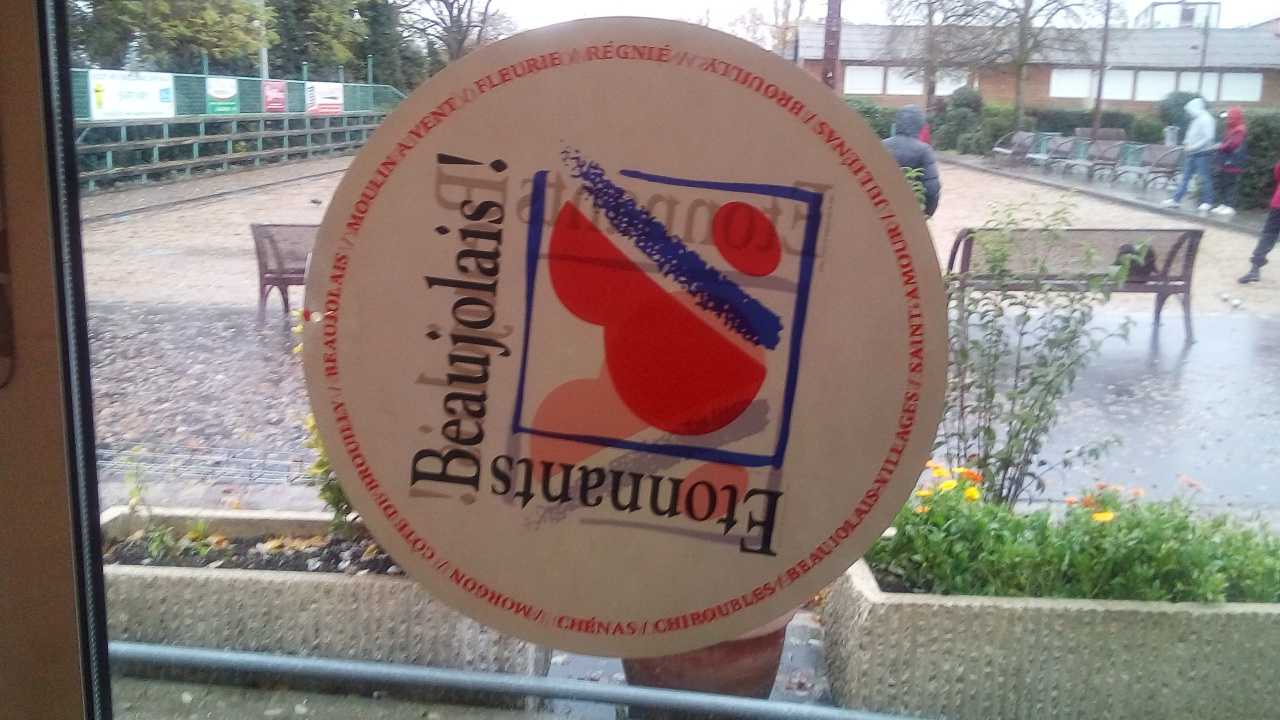 Etonnants
Beaujolais!
RÉGNIÉ / BROUILLY / JULIÉNAS / SAINT-AMOUR / BEAUJOLAIS-VILLAGES / CHIROUBLES / CHÉNAS / MORGON / CÔTE DE BROUILLY / BEAUJOLAIS / MOULIN À VENT / FLEURIE /